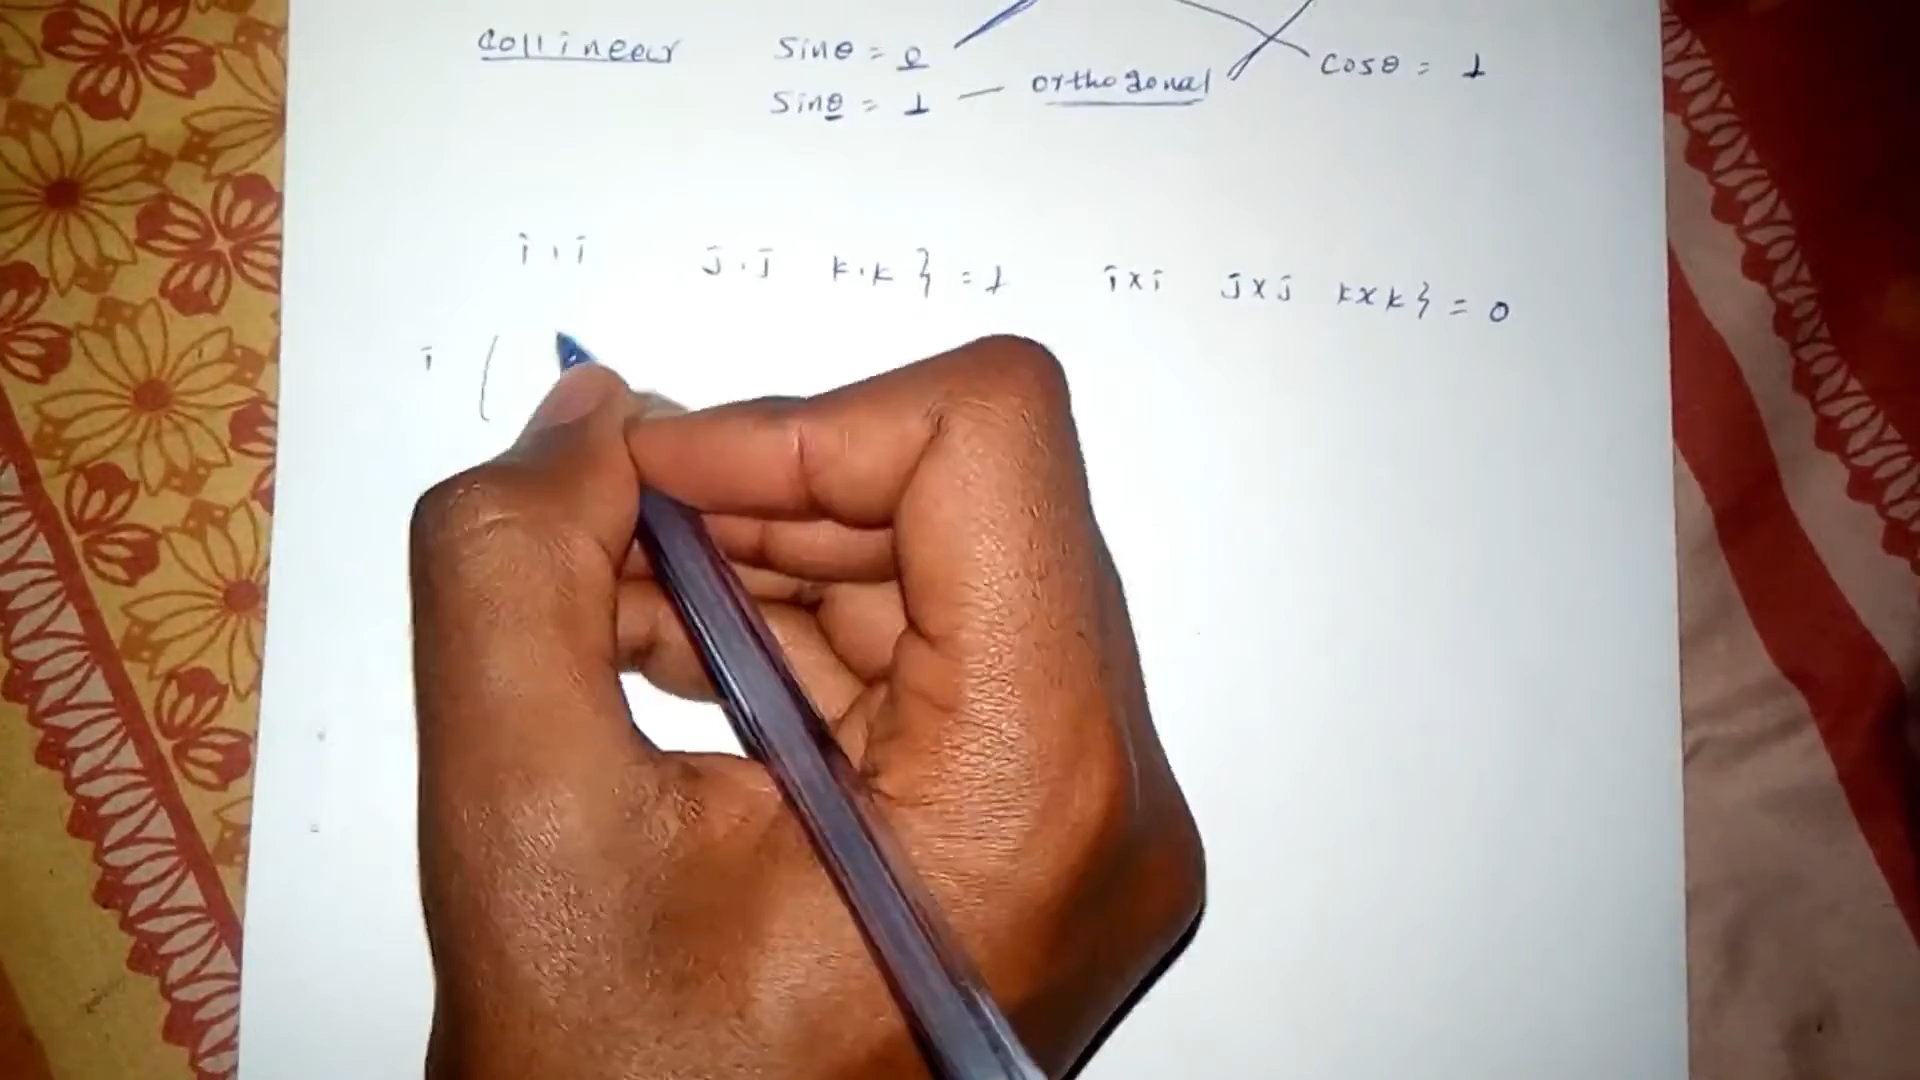 collinear sinθ = 0 cosθ = 1
sinθ = 1 — orthogonal
i . i j . j k . k } = 1 i x i j x j k x k } = 0
i (